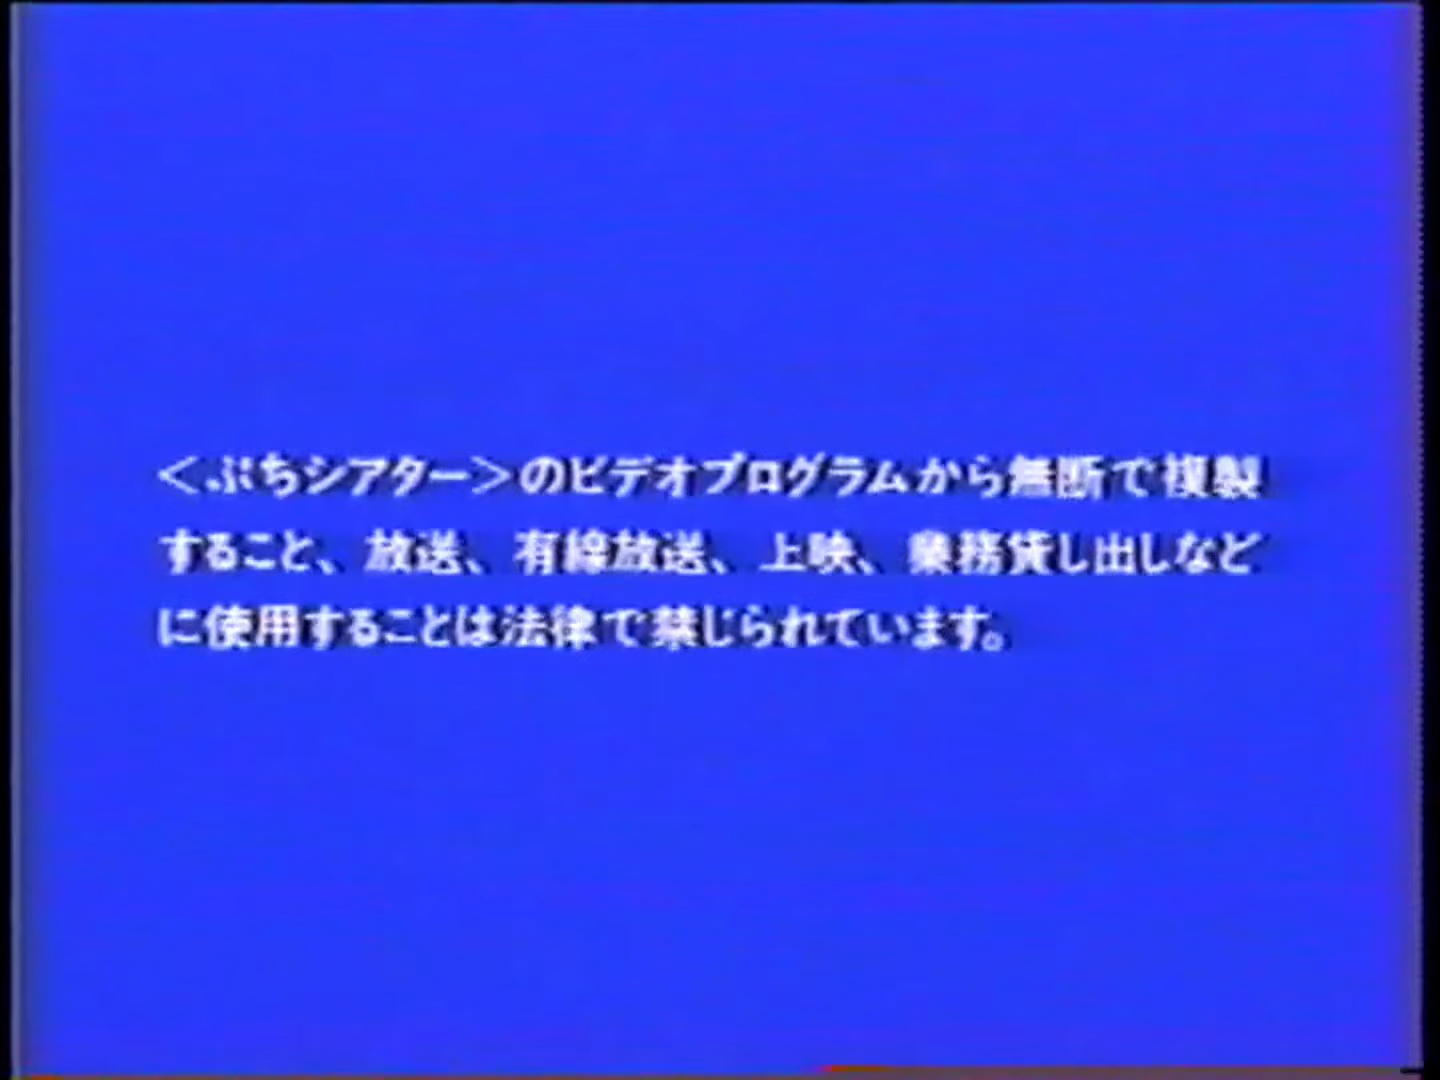 ＜ぷちシアター＞のビデオプログラムから無断で複製
すること、放送、有線放送、上映、業務貸し出しなど
に使用することは法律で禁じられています。